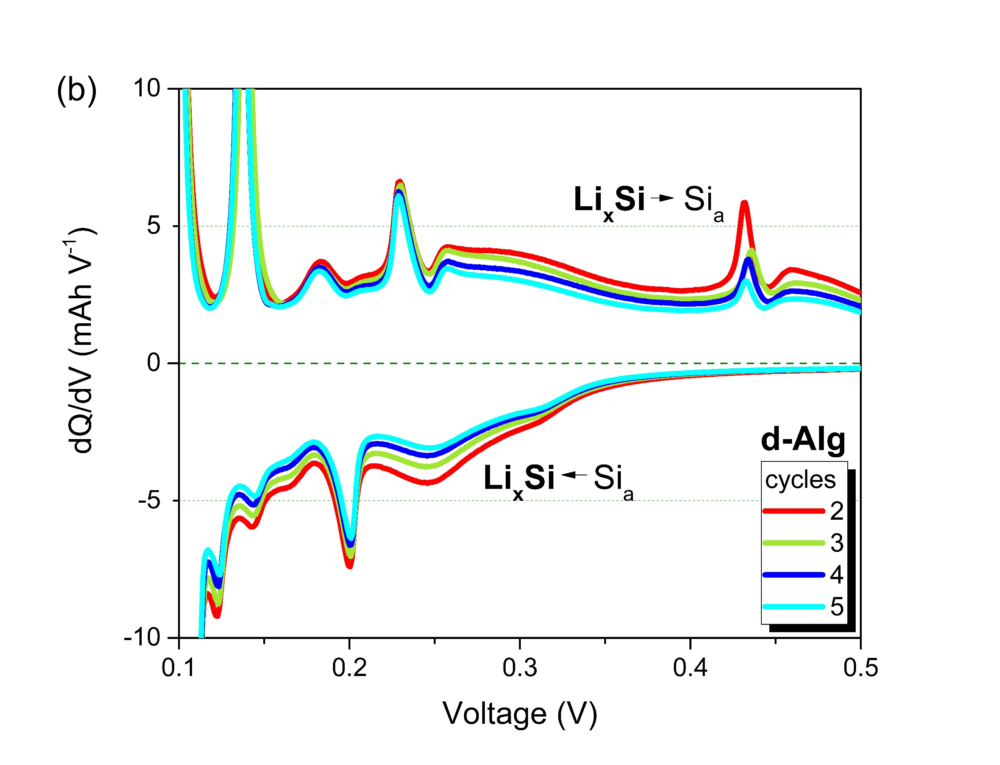 (b)
10
5
0
-5
-10
dQ/dV (mAh V⁻¹)
LiₓSi → Siₐ
LiₓSi ← Siₐ
d-Alg
cycles
2
3
4
5
0.1 0.2 0.3 0.4 0.5
Voltage (V)